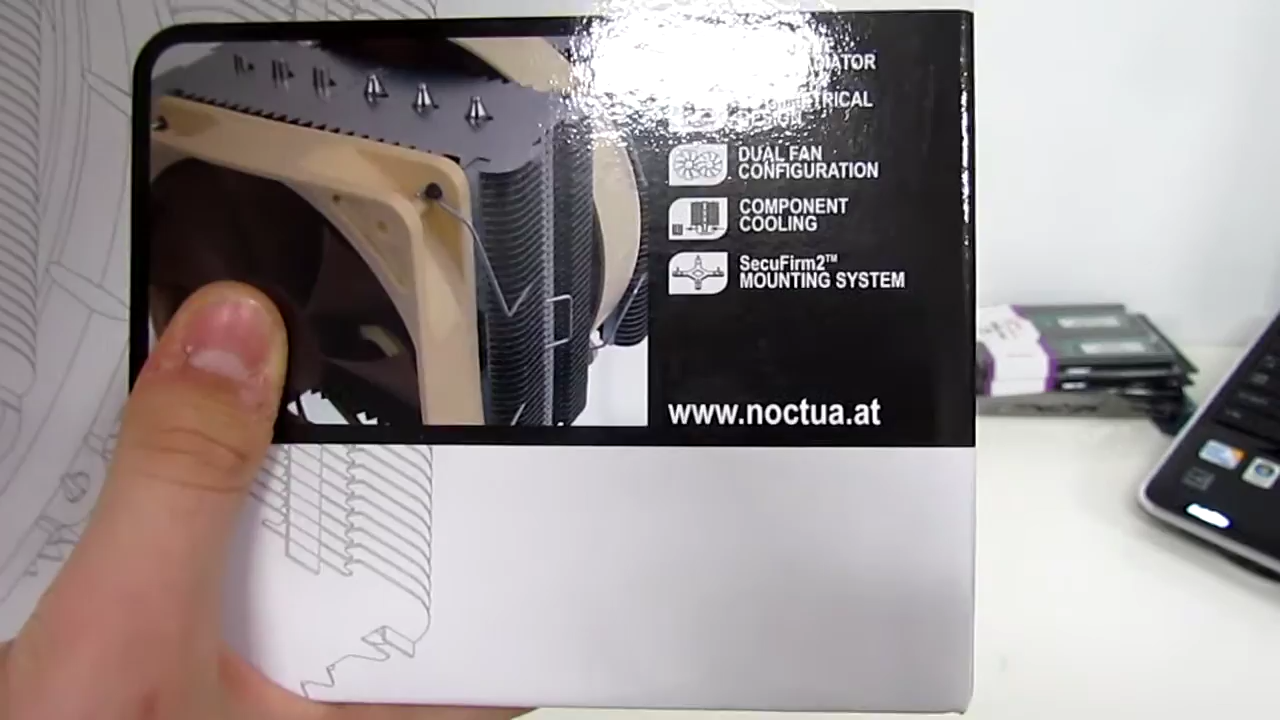 DUAL FAN
CONFIGURATION
COMPONENT
COOLING
SecuFirm2™
MOUNTING SYSTEM
www.noctua.at